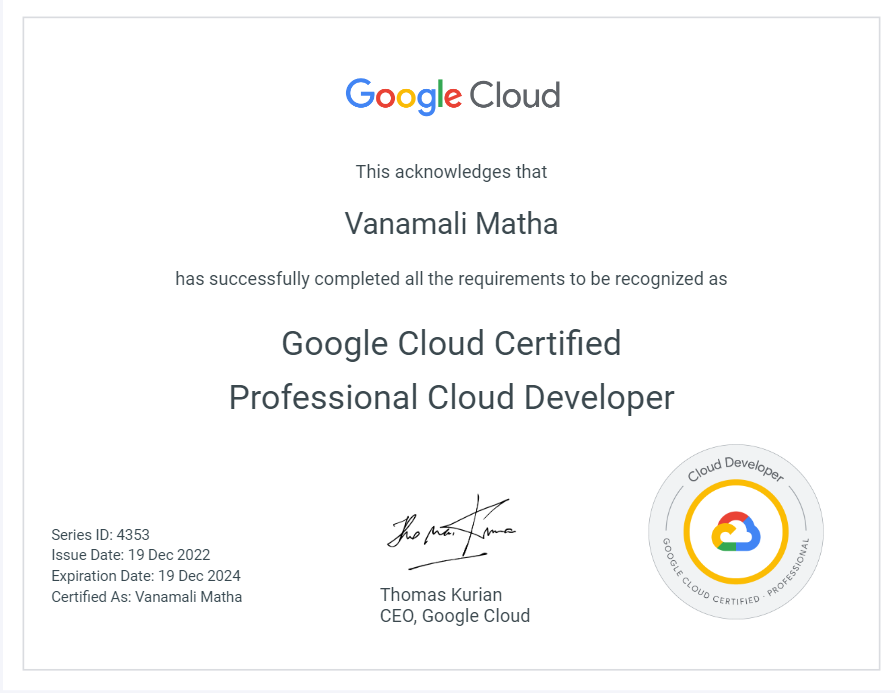 Google Cloud
This acknowledges that
Vanamali Matha
has successfully completed all the requirements to be recognized as
Google Cloud Certified
Professional Cloud Developer
Series ID: 4353
Issue Date: 19 Dec 2022
Expiration Date: 19 Dec 2024
Certified As: Vanamali Matha
Thomas Kurian
Thomas Kurian
CEO, Google Cloud
Cloud Developer
GOOGLE CLOUD CERTIFIED · PROFESSIONAL